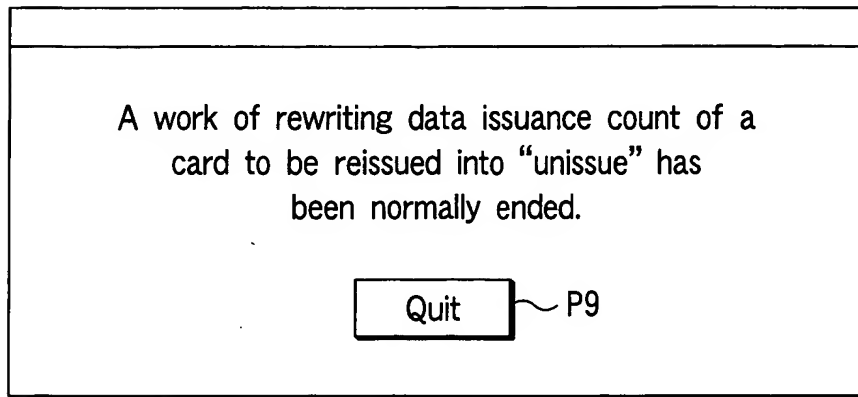 A work of rewriting data issuance count of a
card to be reissued into “unissue” has
been normally ended.
Quit P9